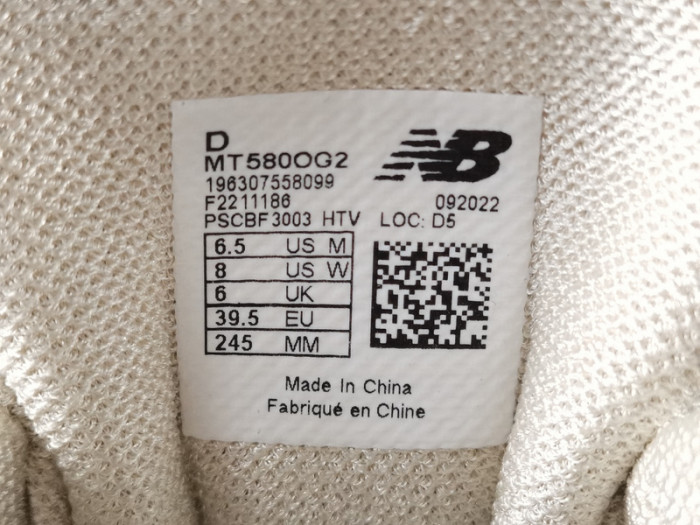 D
MT580OG2
196307558099
F2211186 092022
PSCBF3003 HTV LOC: D5
6.5 US M
8 US W
6 UK
39.5 EU
245 MM
Made In China
Fabriqué en Chine
NB